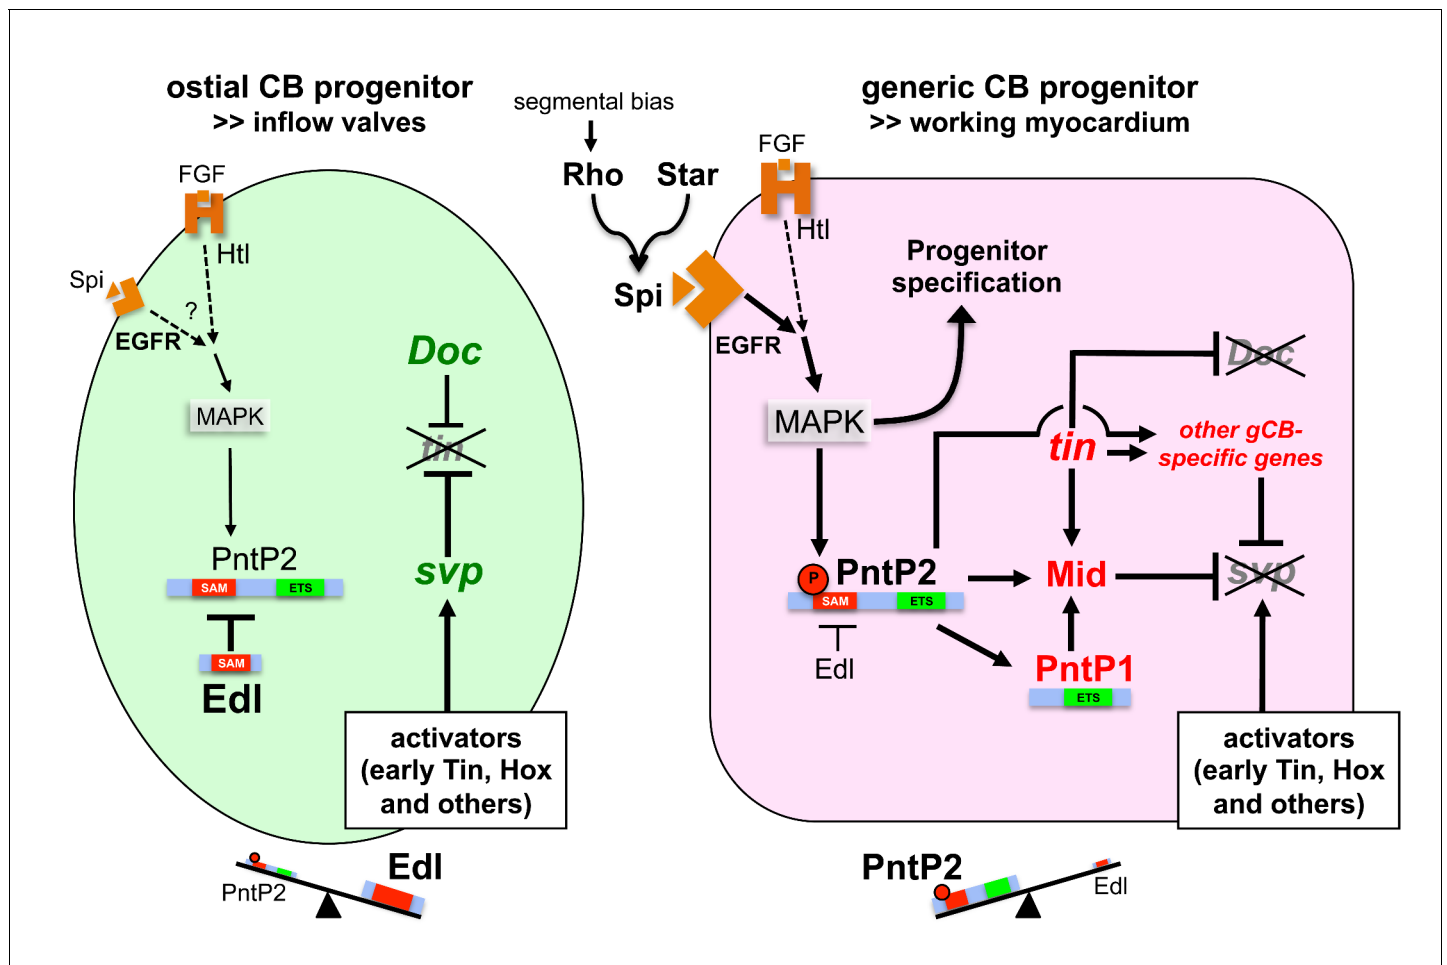 ostial CB progenitor
>> inflow valves
segmental bias
Rho
Star
Spi
generic CB progenitor
>> working myocardium
FGF
Htl
Spi
?
EGFR
MAPK
PntP2
SAM
ETS
SAM
Edl
Doc
tin
svp
activators
(early Tin, Hox
and others)
PntP2
Edl
FGF
Htl
EGFR
MAPK
Progenitor
specification
Doc
tin
other gCB-
specific genes
P
PntP2
SAM
ETS
Edl
Mid
svp
PntP1
ETS
activators
(early Tin, Hox
and others)
PntP2
Edl